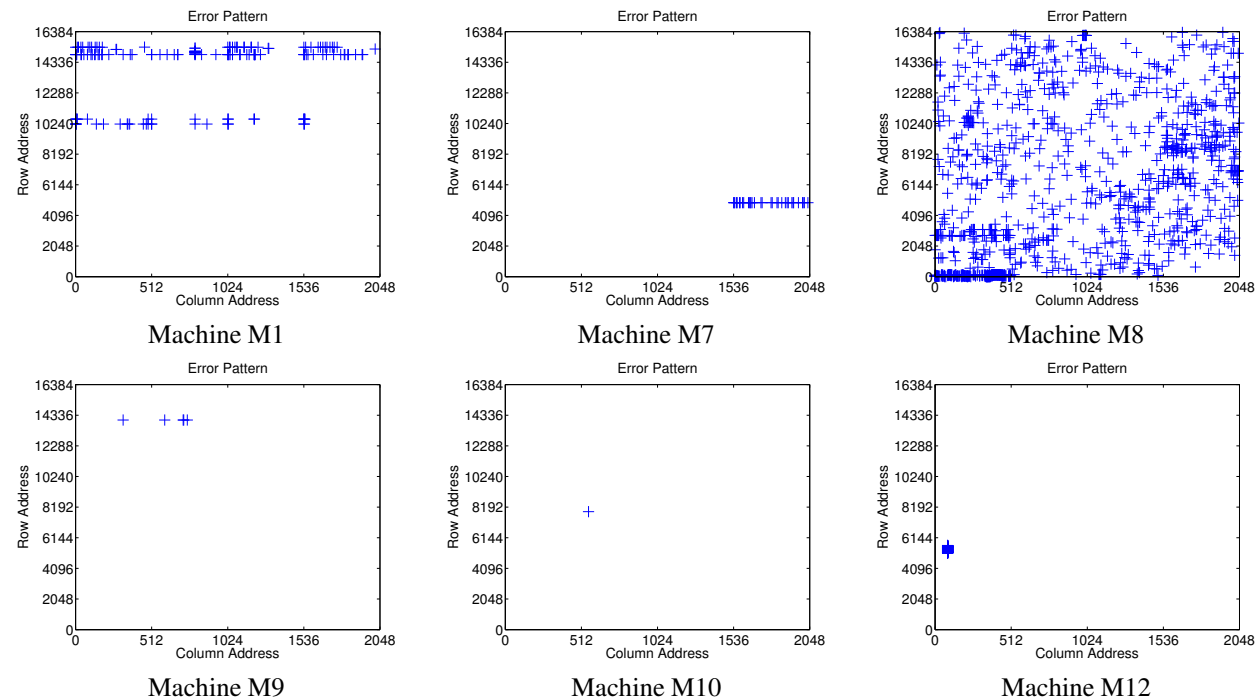 Error Pattern
16384
14336
12288
10240
8192
6144
4096
2048
0
Row Address
0 512 1024 1536 2048
Column Address
Machine M1
Error Pattern
16384
14336
12288
10240
8192
6144
4096
2048
0
Row Address
0 512 1024 1536 2048
Column Address
Machine M7
Error Pattern
16384
14336
12288
10240
8192
6144
4096
2048
0
Row Address
0 512 1024 1536 2048
Column Address
Machine M8
Error Pattern
16384
14336
12288
10240
8192
6144
4096
2048
0
Row Address
0 512 1024 1536 2048
Column Address
Machine M9
Error Pattern
16384
14336
12288
10240
8192
6144
4096
2048
0
Row Address
0 512 1024 1536 2048
Column Address
Machine M10
Error Pattern
16384
14336
12288
10240
8192
6144
4096
2048
0
Row Address
0 512 1024 1536 2048
Column Address
Machine M12